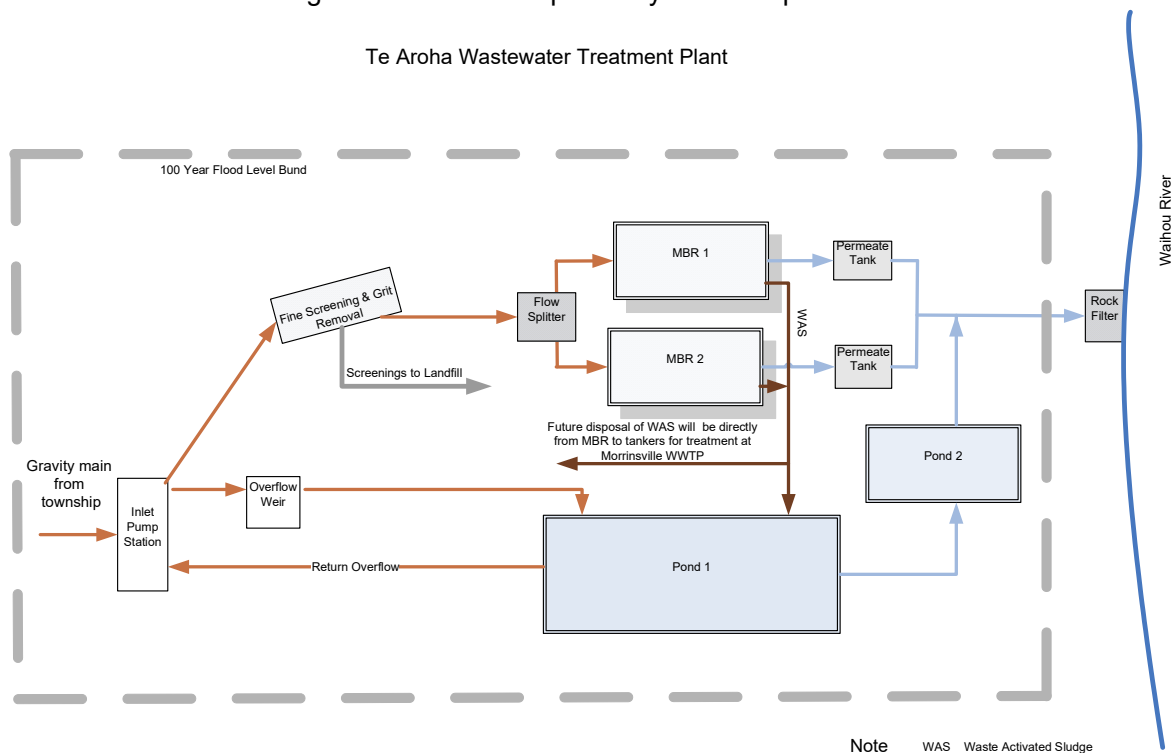 Te Aroha Wastewater Treatment Plant
100 Year Flood Level Bund
Waihou River
MBR 1
Permeate
Tank
Fine Screening & Grit
Removal
Flow
Splitter
WAS
Rock
Filter
MBR 2
Permeate
Tank
Screenings to Landfill
Future disposal of WAS will be directly
from MBR to tankers for treatment at
Morrinsville WWTP
Pond 2
Gravity main
from
township
Overflow
Weir
Inlet
Pump
Station
Return Overflow
Pond 1
Note WAS Waste Activated Sludge